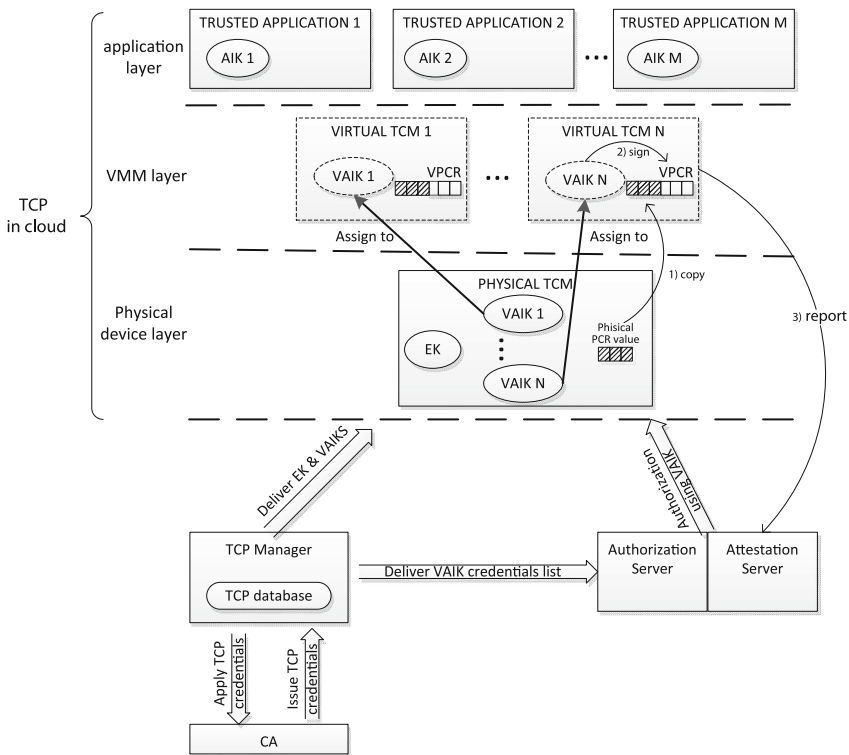 TRUSTED APPLICATION 1
AIK 1
TRUSTED APPLICATION 2
AIK 2
...
TRUSTED APPLICATION M
AIK M
application
layer
VIRTUAL TCM 1
VAIK 1
VPCR
...
VIRTUAL TCM N
2) sign
VAIK N
VPCR
VMM layer
TCP
in cloud
Assign to
Assign to
PHYSICAL TCM
1) copy
VAIK 1
EK
VAIK N
Phisical
PCR value
Physical
device layer
3) report
Deliver EK & VAIKS
Authorization
using VAIK
TCP Manager
TCP database
Deliver VAIK credentials list
Authorization
Server
Attestation
Server
Apply TCP
credentials
Issue TCP
credentials
CA